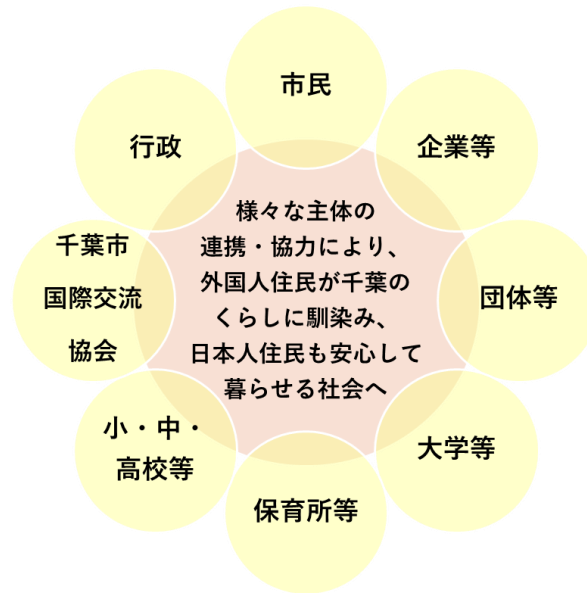 市民
企業等
団体等
大学等
保育所等
小・中・
高校等
千葉市
国際交流
協会
行政
様々な主体の
連携・協力により、
外国人住民が千葉の
くらしに馴染み、
日本人住民も安心して
暮らせる社会へ